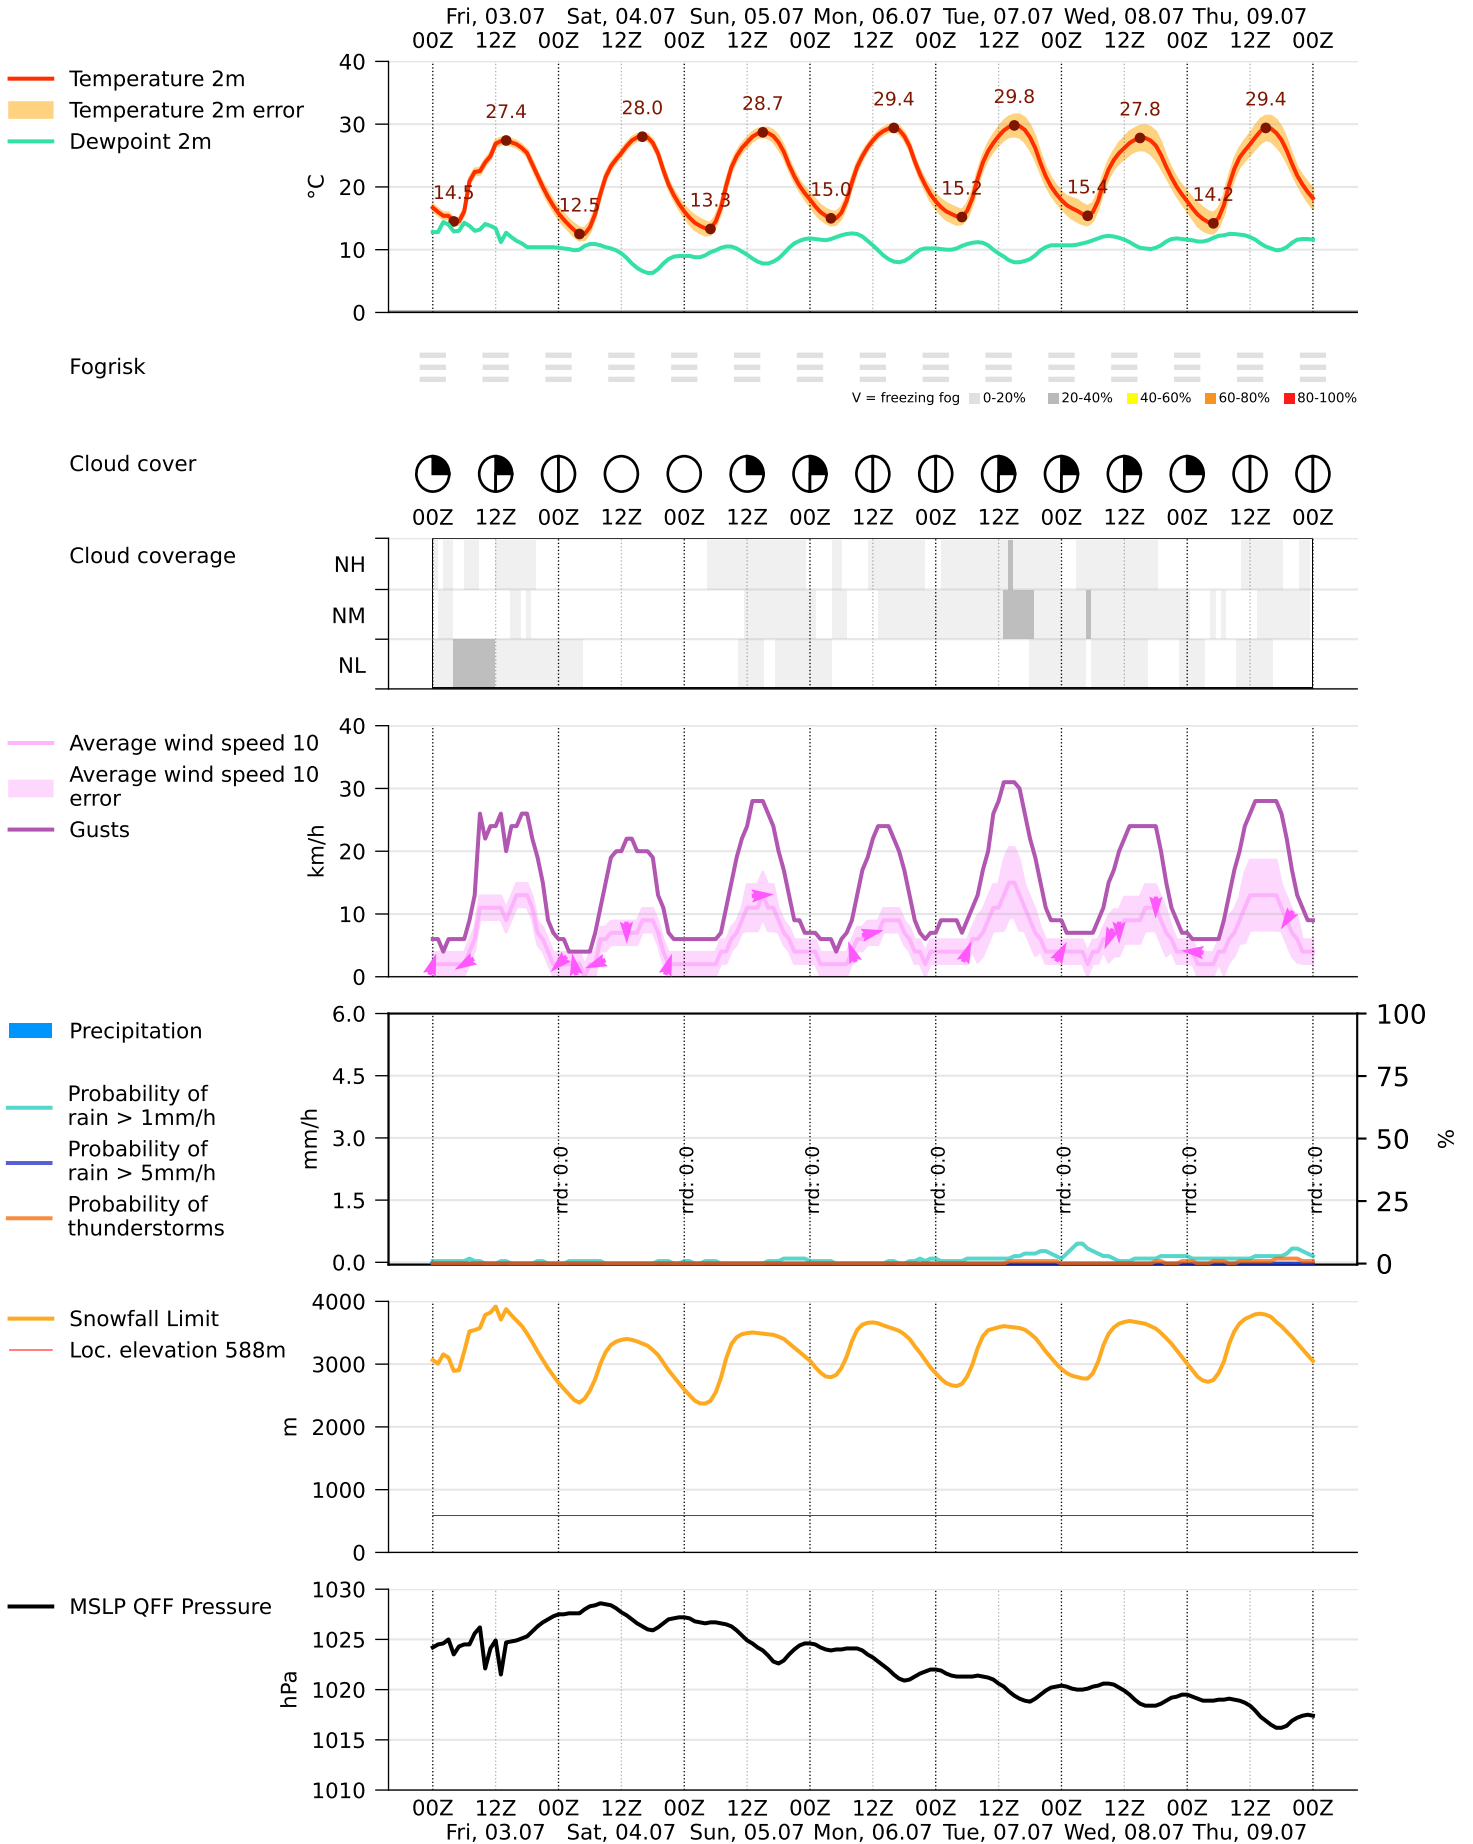 Fri, 03.07 Sat, 04.07 Sun, 05.07 Mon, 06.07 Tue, 07.07 Wed, 08.07 Thu, 09.07
00Z 12Z 00Z 12Z 00Z 12Z 00Z 12Z 00Z 12Z 00Z 12Z 00Z 12Z 00Z
Temperature 2m
Temperature 2m error
Dewpoint 2m
°C
40
30
20
10
0
27.4 28.0 28.7 29.4 29.8 27.8 29.4
14.5 12.5 13.3 15.0 15.2 15.4 14.2
Fogrisk
V = freezing fog 0-20% 20-40% 40-60% 60-80% 80-100%
Cloud cover
00Z 12Z 00Z 12Z 00Z 12Z 00Z 12Z 00Z 12Z 00Z 12Z 00Z 12Z 00Z
Cloud coverage
NH
NM
NL
Average wind speed 10
Average wind speed 10
error
Gusts
km/h
40
30
20
10
0
Precipitation
Probability of
rain > 1mm/h
Probability of
rain > 5mm/h
Probability of
thunderstorms
mm/h
6.0
4.5
3.0
1.5
0.0
rrd: 0.0 rrd: 0.0 rrd: 0.0 rrd: 0.0 rrd: 0.0 rrd: 0.0 rrd: 0.0
100
75
50
25
0
%
Snowfall Limit
Loc. elevation 588m
m
4000
3000
2000
1000
0
MSLP QFF Pressure
hPa
1030
1025
1020
1015
1010
00Z 12Z 00Z 12Z 00Z 12Z 00Z 12Z 00Z 12Z 00Z 12Z 00Z 12Z 00Z
Fri, 03.07 Sat, 04.07 Sun, 05.07 Mon, 06.07 Tue, 07.07 Wed, 08.07 Thu, 09.07